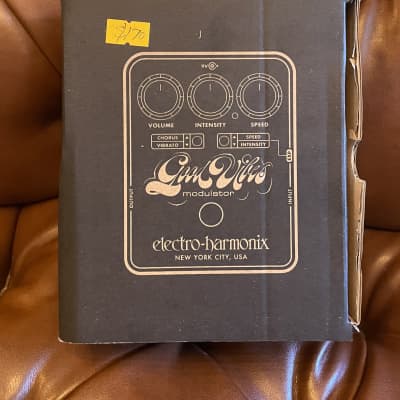 J
9V
VOLUME INTENSITY SPEED
CHORUS
VIBRATO
SPEED
INTENSITY
EXP
OUTPUT
INPUT
Good Vibes
modulator
electro-harmonix
NEW YORK CITY, USA